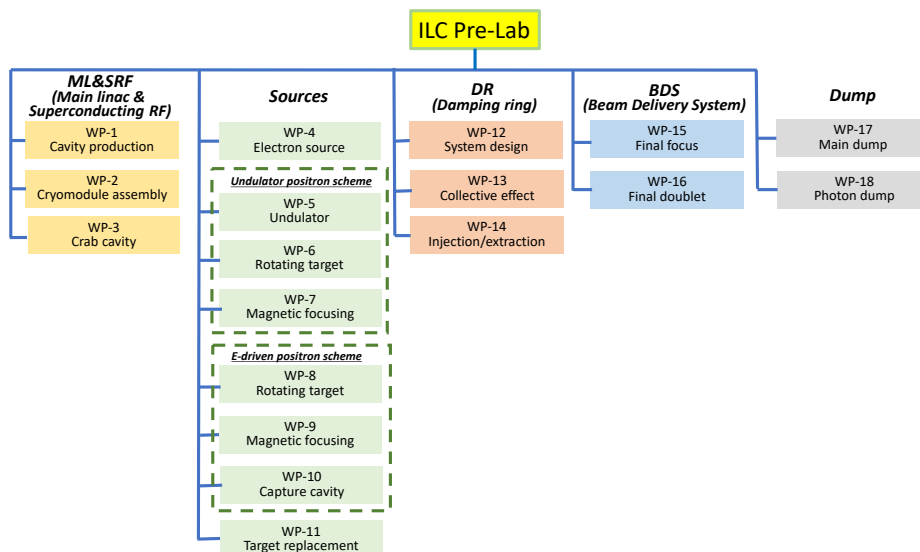 ILC Pre-Lab
ML&SRF
(Main linac &
Superconducting RF)
WP-1
Cavity production
WP-2
Cryomodule assembly
WP-3
Crab cavity
Sources
WP-4
Electron source
Undulator positron scheme
WP-5
Undulator
WP-6
Rotating target
WP-7
Magnetic focusing
E-driven positron scheme
WP-8
Rotating target
WP-9
Magnetic focusing
WP-10
Capture cavity
WP-11
Target replacement
DR
(Damping ring)
WP-12
System design
WP-13
Collective effect
WP-14
Injection/extraction
BDS
(Beam Delivery System)
WP-15
Final focus
WP-16
Final doublet
Dump
WP-17
Main dump
WP-18
Photon dump